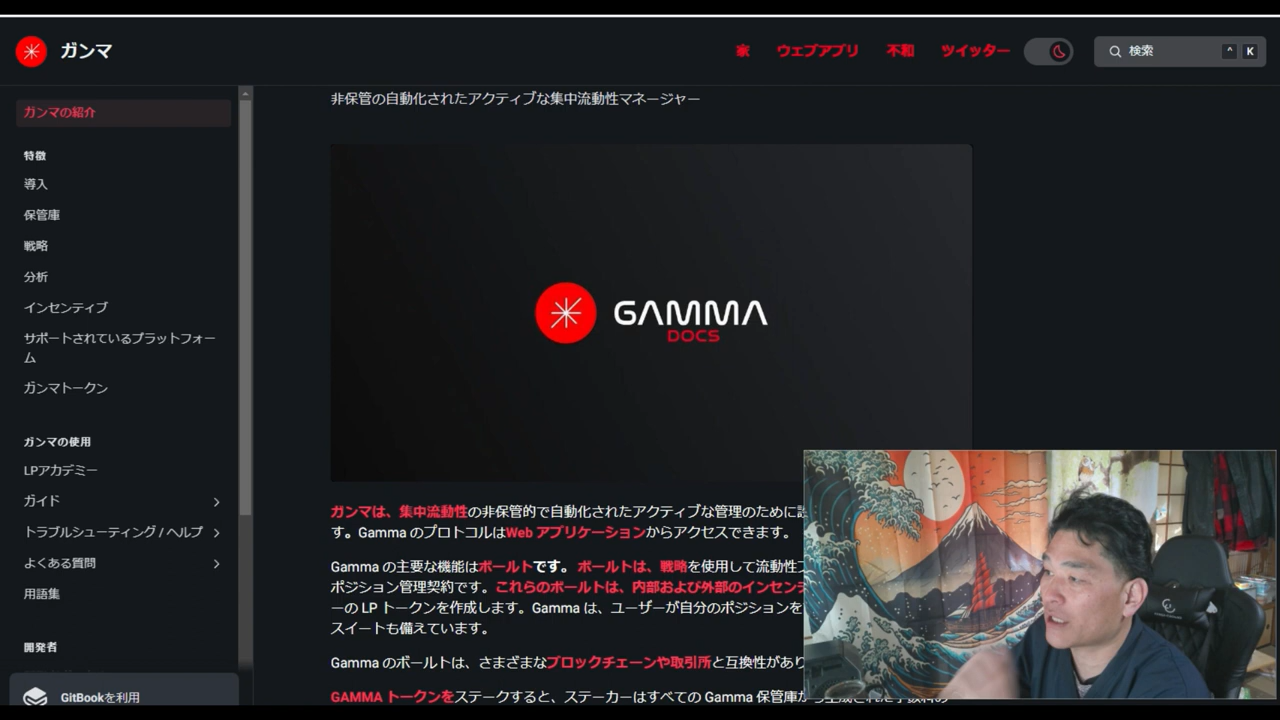 ガンマ
家 ウェブアプリ 不和 ツイッター
検索 ^ K
ガンマの紹介
特徴
導入
保管庫
戦略
分析
インセンティブ
サポートされているプラットフォー
ム
ガンマトークン
ガンマの使用
LPアカデミー
ガイド
トラブルシューティング / ヘルプ
よくある質問
用語集
開発者
GitBookを利用
非保管の自動化されたアクティブな集中流動性マネージャー
GAMMA
DOCS
ガンマは、集中流動性の非保管的で自動化されたアクティブな管理のために
す。Gamma のプロトコルはWeb アプリケーションからアクセスできます。
Gamma の主要な機能はボールトです。 ボールトは、戦略を使用して流動性
ポジション管理契約です。これらのボールトは、内部および外部のインセン
ーの LP トークンを作成します。Gamma は、ユーザーが自分のポジションを
スイートも備えています。
Gamma のボールトは、さまざまなブロックチェーンや取引所と互換性があり
GAMMA トークンをステークすると、ステーカーはすべての Gamma 保管庫から生成された手数料の